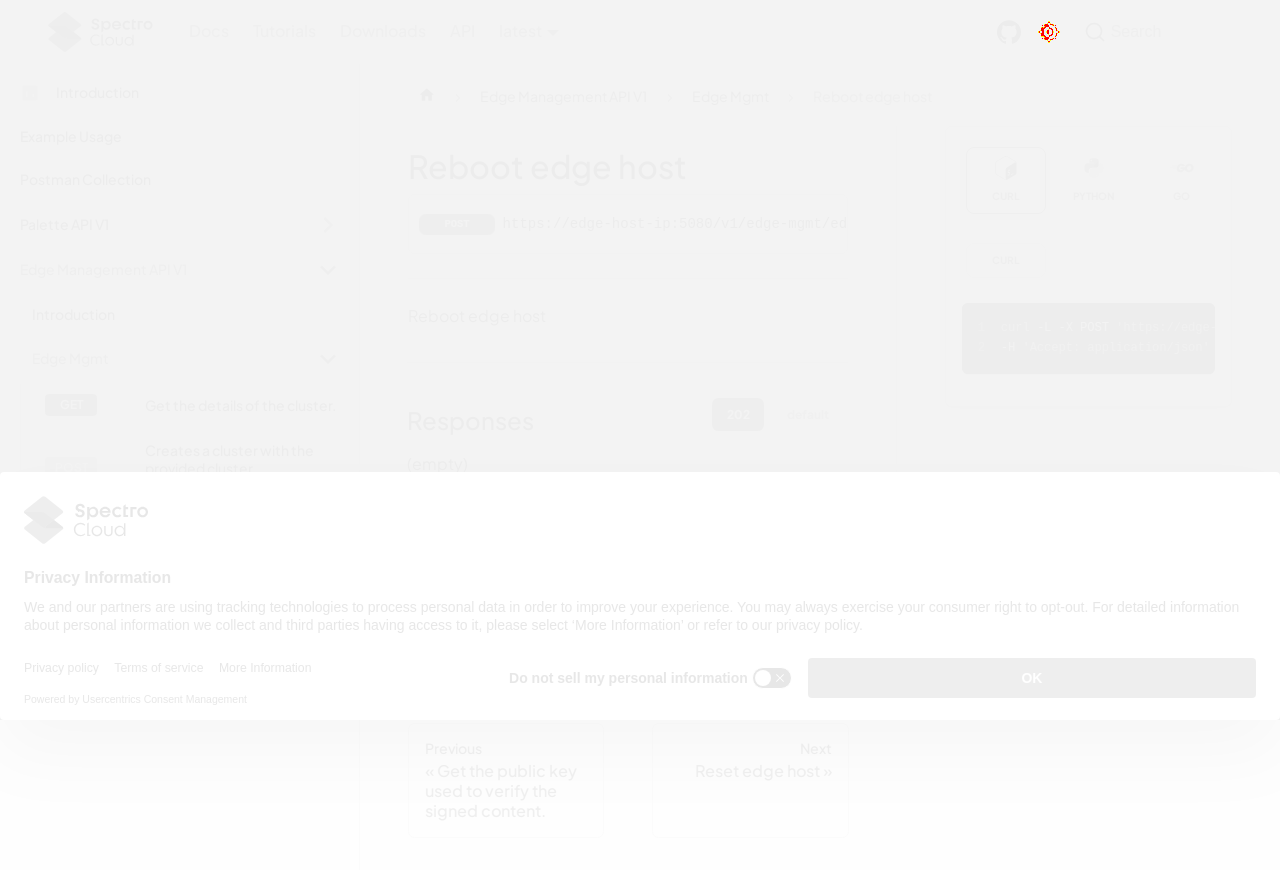 Spectro
Cloud
Docs
Tutorials
Downloads
API
latest
Search
Introduction
Example Usage
Postman Collection
Palette API V1
Edge Management API V1
Introduction
Edge Mgmt
GET
Get the details of the cluster.
Creates a cluster with the
provided cluster
Edge Management API V1
Edge Mgmt
Reboot edge host
Reboot edge host
POST
https://edge-host-ip:5080/v1/edge-mgmt/ed
Reboot edge host
Responses
202
default
(empty)
CURL
PYTHON
GO
GO
CURL
Spectro
Cloud
Privacy Information
We and our partners are using tracking technologies to process personal data in order to improve your experience. You may always exercise your consumer right to opt-out. For detailed information
about personal information we collect and third parties having access to it, please select ‘More Information’ or refer to our privacy policy.
Privacy policy
Terms of service
More Information
Powered by Usercentrics Consent Management
Do not sell my personal information
OK
Previous
« Get the public key
used to verify the
signed content.
Next
Reset edge host »